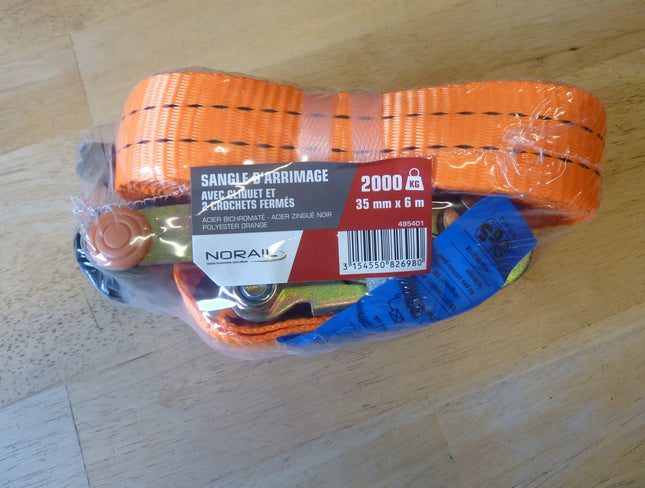 SANGLE D'ARRIMAGE
AVEC CLIQUET ET
2 CROCHETS FERMÉS
ACIER BICHROMATÉ - ACIER ZINGUÉ NOIR
POLYESTER ORANGE
2000 KG
35 mm x 6 m
485401
NORAIL
3 154550 826980
GS